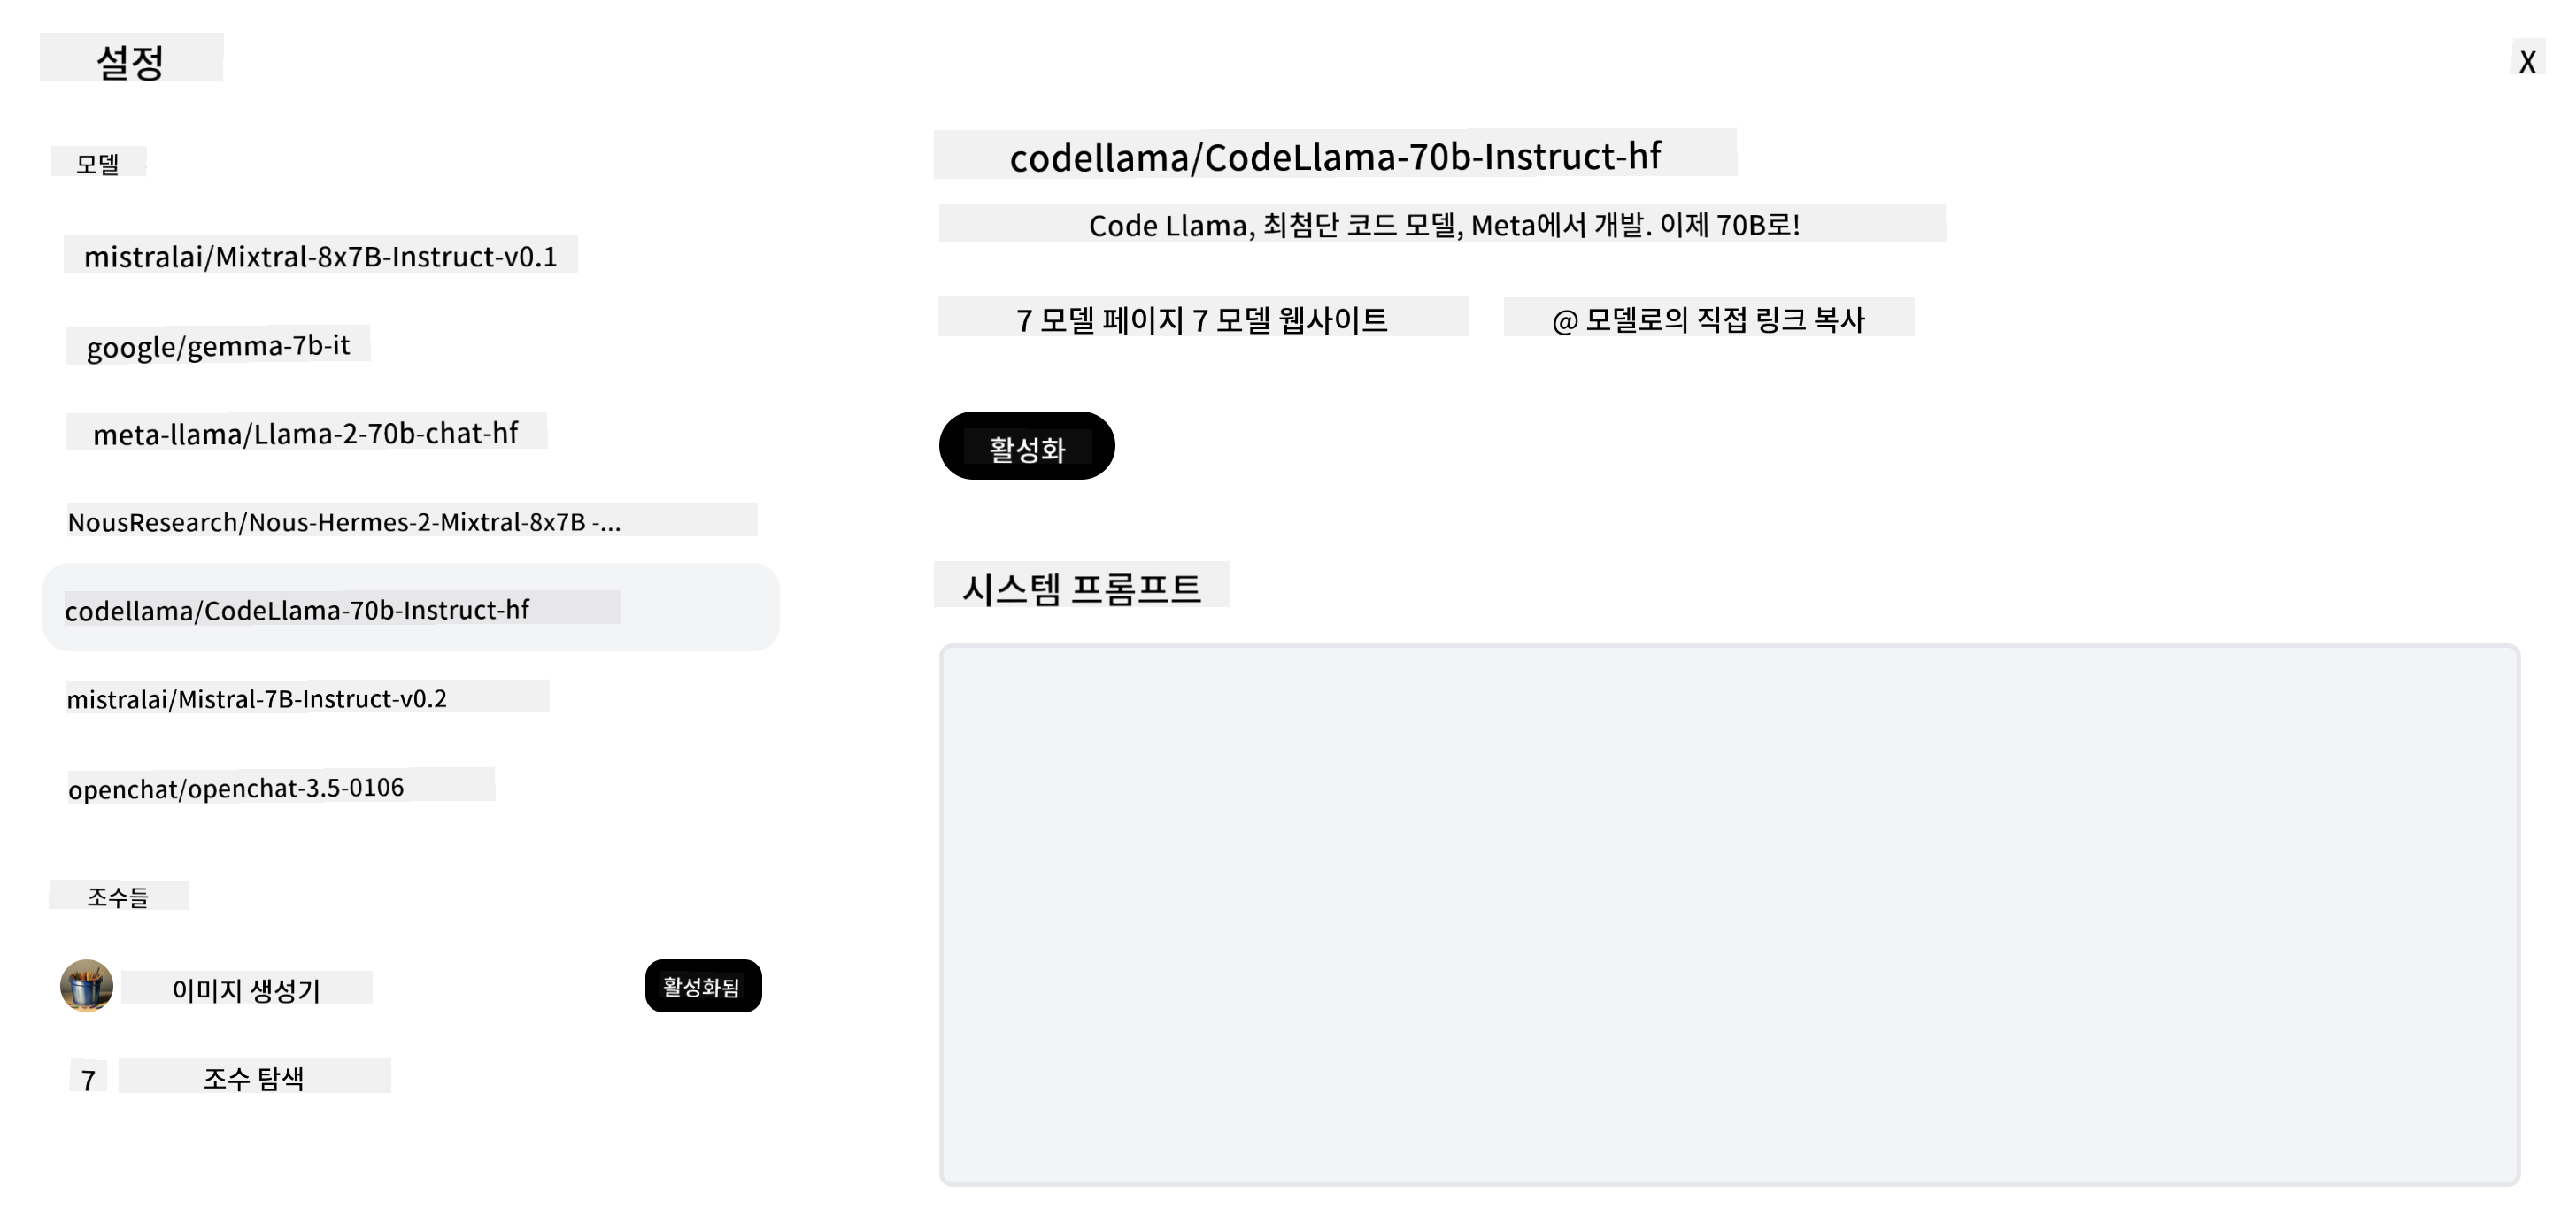 설정
X
모델
mistralai/Mixtral-8x7B-Instruct-v0.1
google/gemma-7b-it
meta-llama/Llama-2-70b-chat-hf
NousResearch/Nous-Hermes-2-Mixtral-8x7B -...
codellama/CodeLlama-70b-Instruct-hf
mistralai/Mistral-7B-Instruct-v0.2
openchat/openchat-3.5-0106
조수들
이미지 생성기
활성화됨
7 조수 탐색
codellama/CodeLlama-70b-Instruct-hf
Code Llama, 최첨단 코드 모델, Meta에서 개발. 이제 70B로!
7 모델 페이지 7 모델 웹사이트
@ 모델로의 직접 링크 복사
활성화
시스템 프롬프트